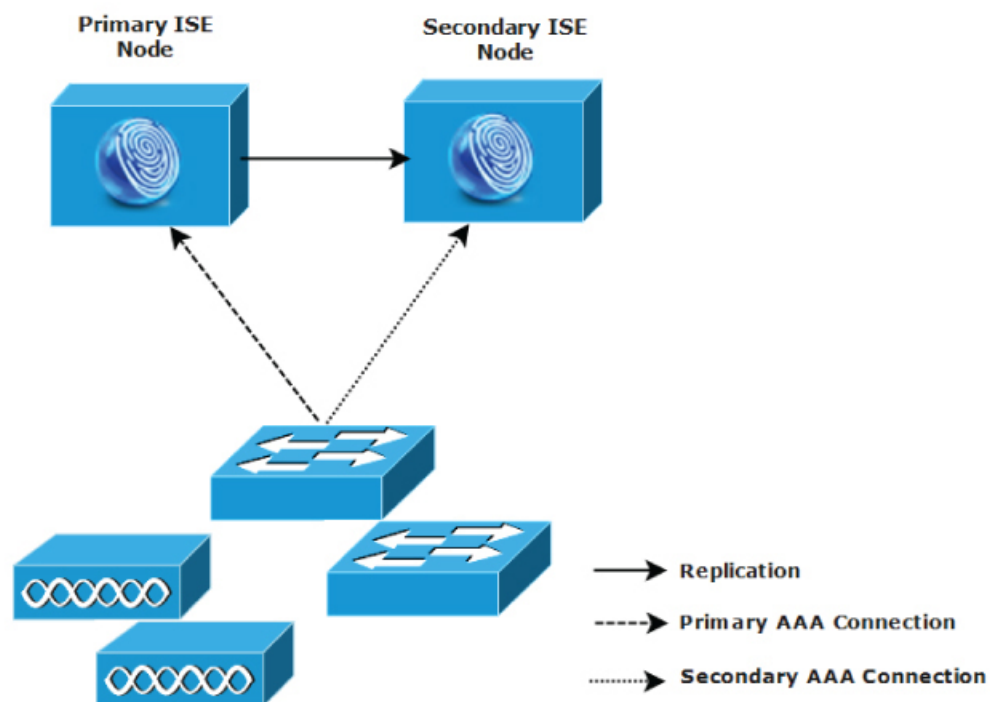 Primary ISE
Node
Secondary ISE
Node
Replication
Primary AAA Connection
Secondary AAA Connection